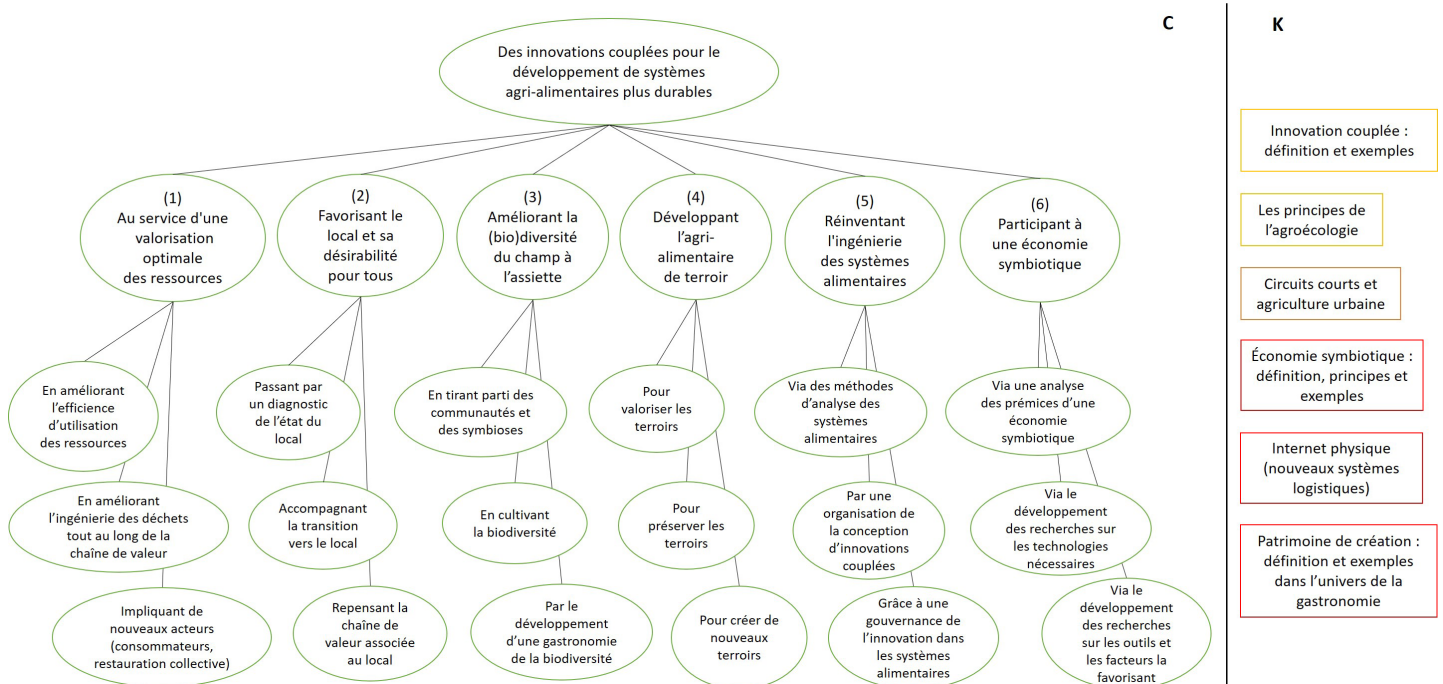 C
K
Des innovations couplées pour le
développement de systèmes
agri-alimentaires plus durables
(1)
Au service d'une
valorisation
optimale
des ressources
(2)
Favorisant le
local et sa
désirabilité
pour tous
(3)
Améliorant la
(bio)diversité
du champ à
l'assiette
(4)
Développant
l'agri-
alimentaire
de terroir
(5)
Réinventant
l'ingénierie
des systèmes
alimentaires
(6)
Participant à
une économie
symbiotique
En améliorant
l'efficience
d'utilisation
des ressources
Passant par
un diagnostic
de l'état du
local
En tirant parti des
communautés et
des symbioses
Pour
valoriser les
terroirs
Via des méthodes
d'analyse des
systèmes
alimentaires
Via une analyse
des prémices d'une
économie
symbiotique
En améliorant
l'ingénierie des déchets
tout au long de la
chaîne de valeur
Accompagnant
la transition
vers le local
En cultivant
la biodiversité
Pour
préserver les
terroirs
Par une
organisation de
la conception
d'innovations
couplées
Via le
développement
des recherches sur
les technologies
nécessaires
Impliquant de
nouveaux acteurs
(consommateurs,
restauration collective)
Repensant la
chaîne de
valeur associée
au local
Par le
développement
d'une gastronomie
de la biodiversité
Pour créer de
nouveaux
terroirs
Grâce à une
gouvernance de
l'innovation dans
les systèmes
alimentaires
Via le
développement
des recherches
sur les outils et
les facteurs la
favorisant
Innovation couplée :
définition et exemples
Les principes de
l'agroécologie
Circuits courts et
agriculture urbaine
Économie symbiotique :
définition, principes et
exemples
Internet physique
(nouveaux systèmes
logistiques)
Patrimoine de création :
définition et exemples
dans l'univers de la
gastronomie